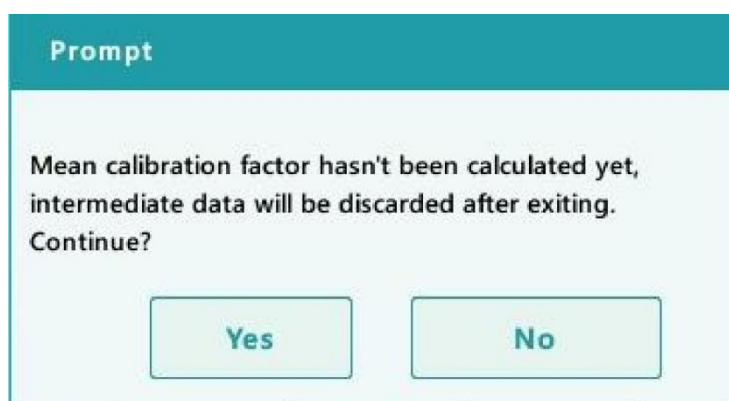 Prompt
Mean calibration factor hasn't been calculated yet,
intermediate data will be discarded after exiting.
Continue?
Yes
No